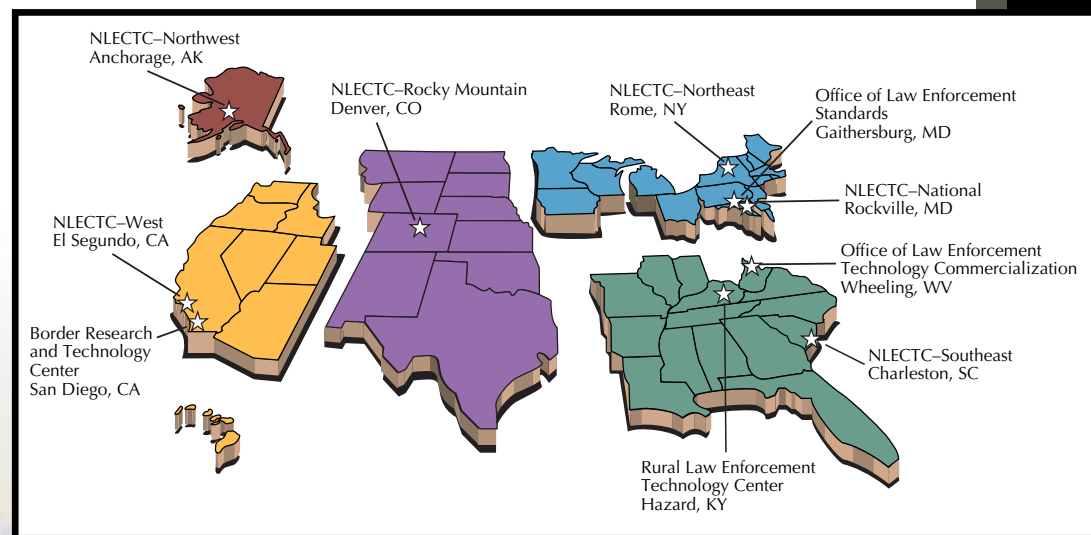 NLECTC–Northwest
Anchorage, AK
NLECTC–Rocky Mountain
Denver, CO
NLECTC–Northeast
Rome, NY
Office of Law Enforcement
Standards
Gaithersburg, MD
NLECTC–National
Rockville, MD
NLECTC–West
El Segundo, CA
Office of Law Enforcement
Technology Commercialization
Wheeling, WV
Border Research
and Technology
Center
San Diego, CA
NLECTC–Southeast
Charleston, SC
Rural Law Enforcement
Technology Center
Hazard, KY